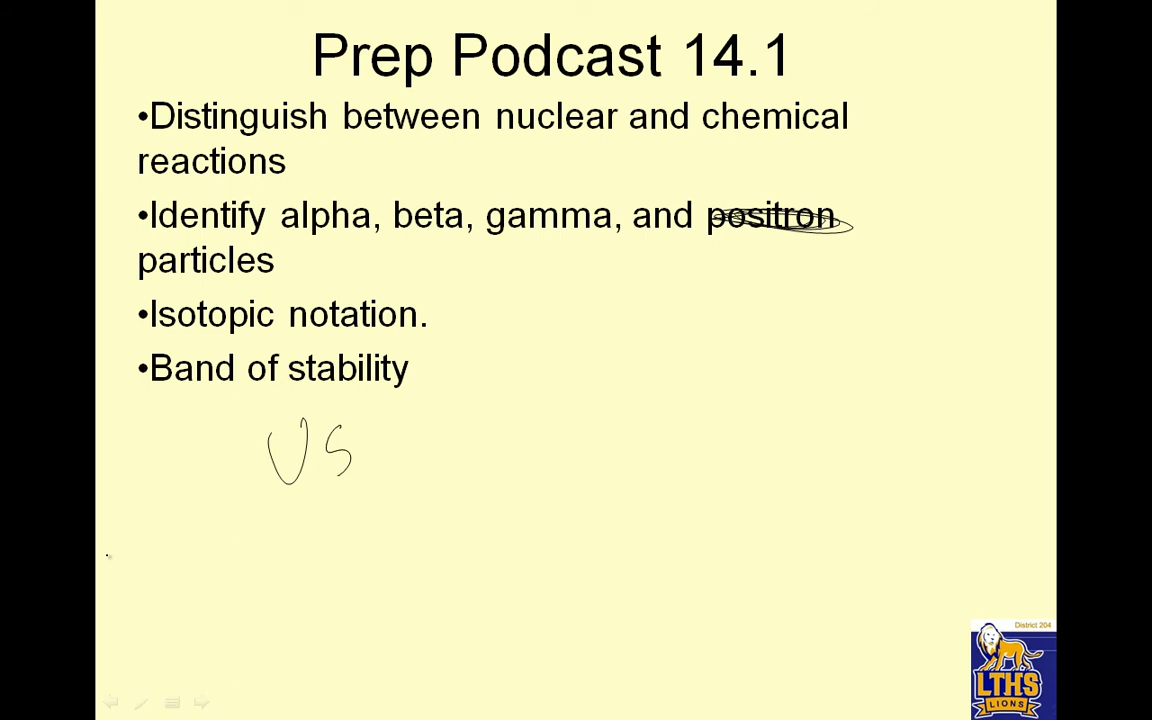 Prep Podcast 14.1
•Distinguish between nuclear and chemical
reactions
•Identify alpha, beta, gamma, and positron
particles
•Isotopic notation.
•Band of stability
US
District 204
LTHS
LIONS